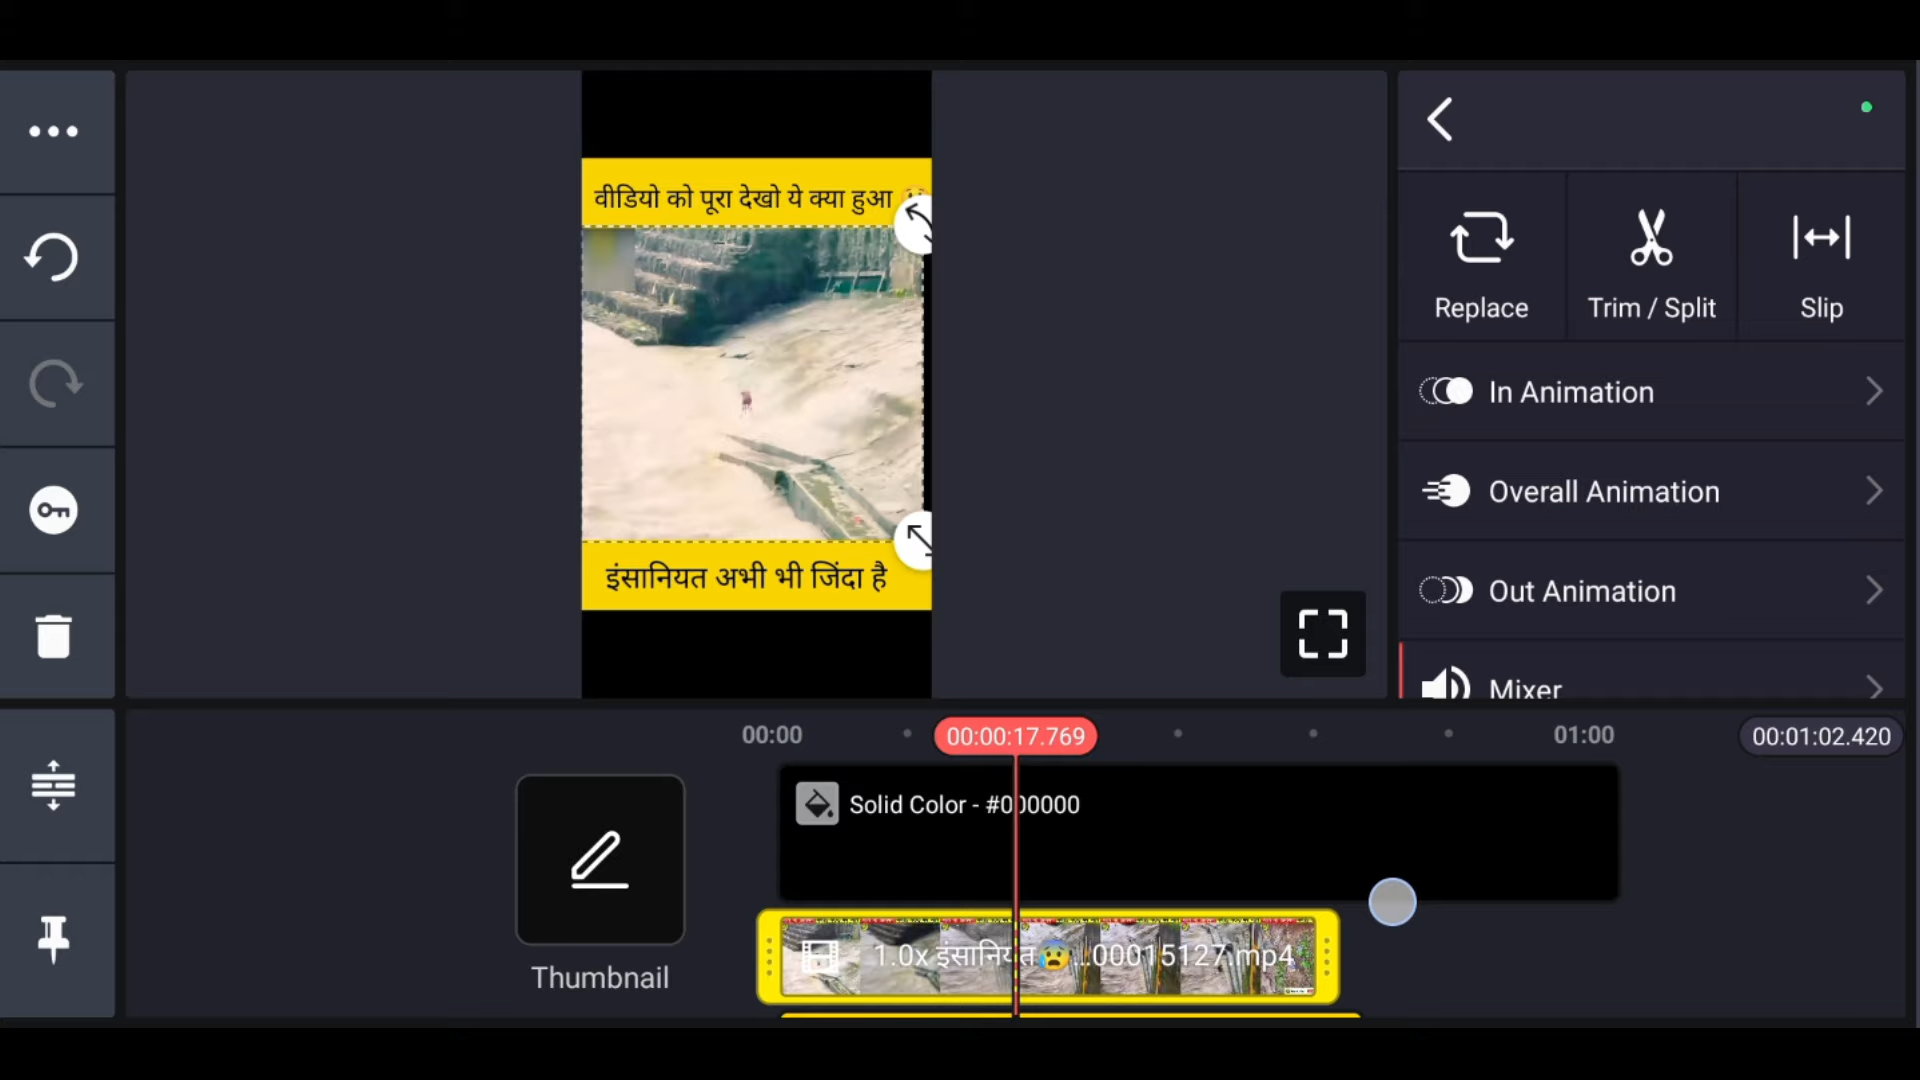 वीडियो को पूरा देखो ये क्या हुआ
इंसानियत अभी भी जिंदा है
Replace
Trim / Split
Slip
In Animation
Overall Animation
Out Animation
Mixer
00:00
00:00:17.769
01:00
00:01:02.420
Solid Color - #000000
1.0x इंसानियत😰...00015127.mp4
Thumbnail